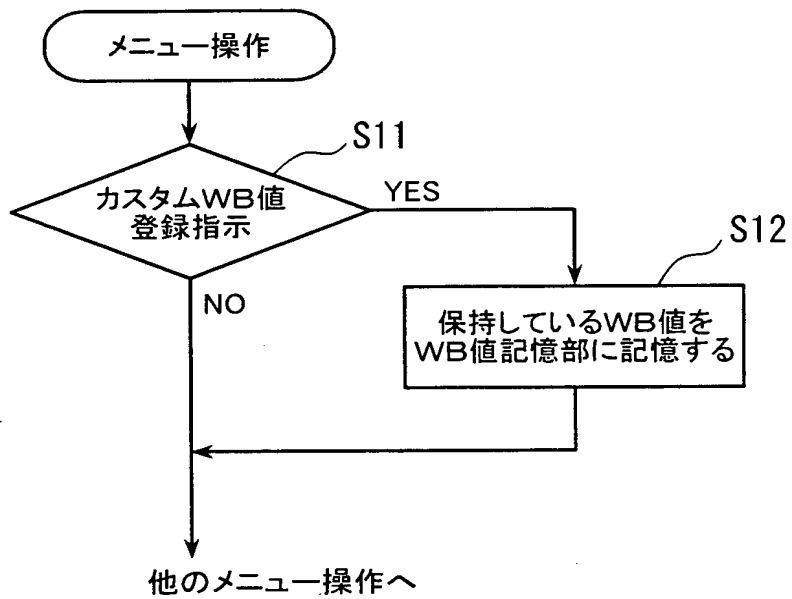 メニュー操作
S11
カスタムWB値
登録指示
YES
S12
NO
保持しているWB値を
WB値記憶部に記憶する
他のメニュー操作へ